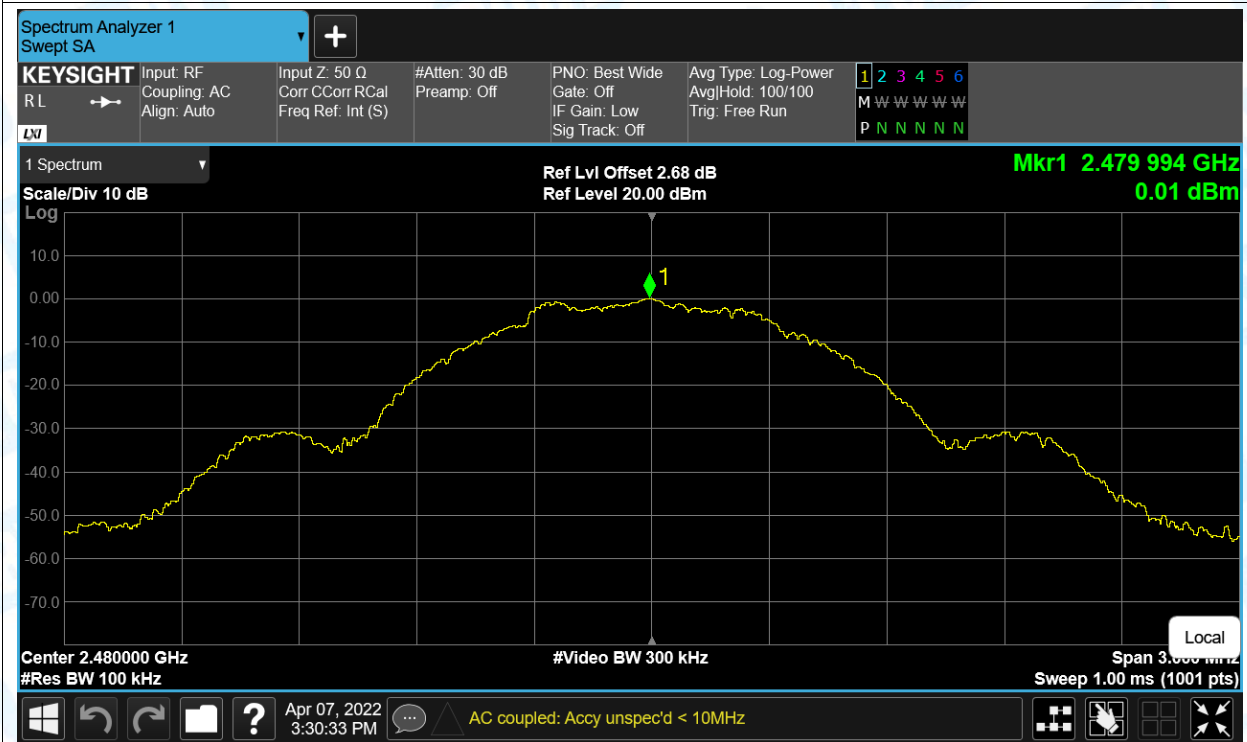 Spectrum Analyzer 1
Swept SA
+
KEYSIGHT
R L
LXI
Input: RF
Coupling: AC
Align: Auto
Input Z: 50 Ω
Corr CCorr RCal
Freq Ref: Int (S)
#Atten: 30 dB
Preamp: Off
PNO: Best Wide
Gate: Off
IF Gain: Low
Sig Track: Off
Avg Type: Log-Power
Avg|Hold: 100/100
Trig: Free Run
1 2 3 4 5 6
M W W W W W
P N N N N N
1 Spectrum
Scale/Div 10 dB
Ref Lvl Offset 2.68 dB
Ref Level 20.00 dBm
Mkr1 2.479 994 GHz
0.01 dBm
Log
10.0
0.00
-10.0
-20.0
-30.0
-40.0
-50.0
-60.0
-70.0
1
Local
Center 2.480000 GHz
#Video BW 300 kHz
Span
#Res BW 100 kHz
Sweep 1.00 ms (1001 pts)
?
Apr 07, 2022
3:30:33 PM
AC coupled: Accy unspec'd < 10MHz